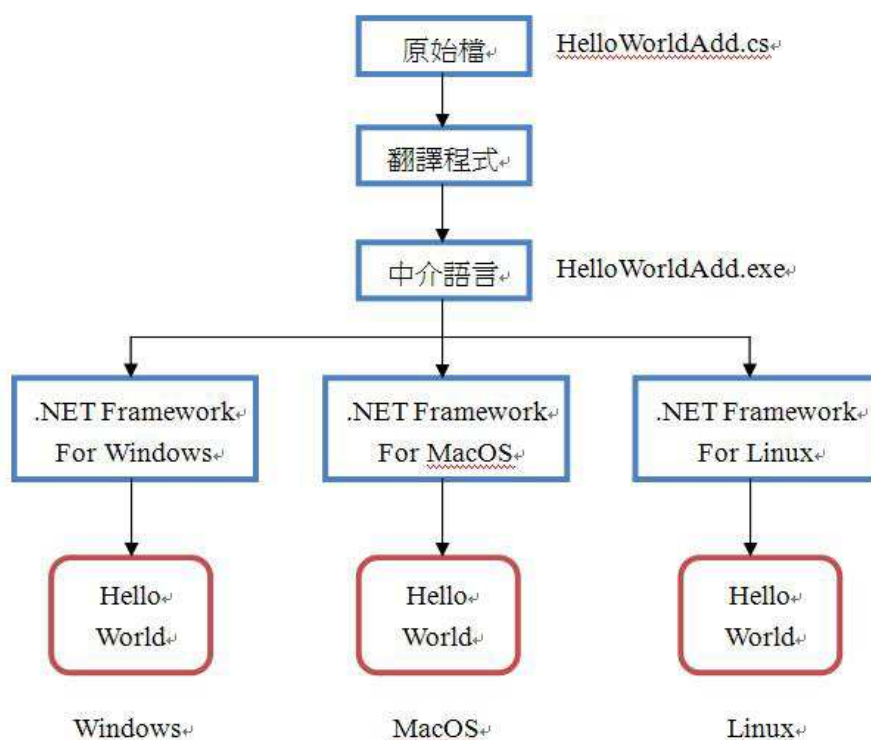 原始檔 HelloWorldAdd.cs
翻譯程式
中介語言 HelloWorldAdd.exe
.NET Framework
For Windows
.NET Framework
For MacOS
.NET Framework
For Linux
Hello
World
Hello
World
Hello
World
Windows MacOS Linux